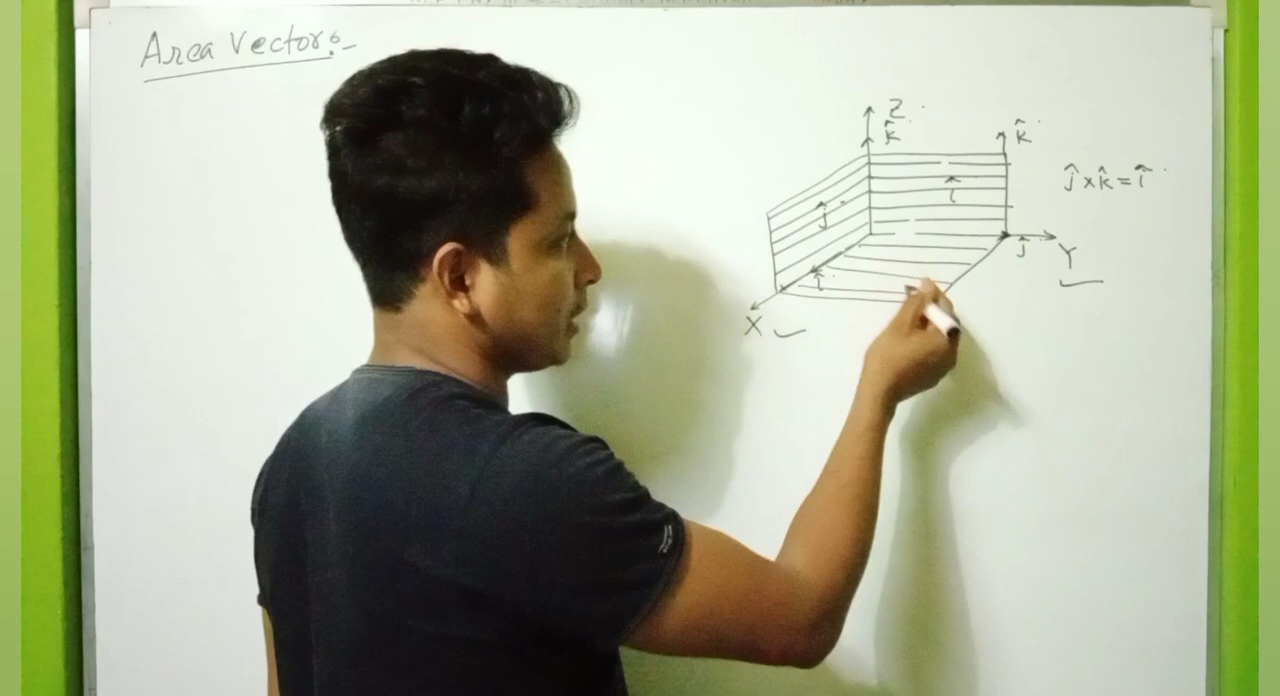 Area Vector:-
Z
k̂
k̂
ĵ
î
ĵ x k̂ = î
ĵ
Y
î
X